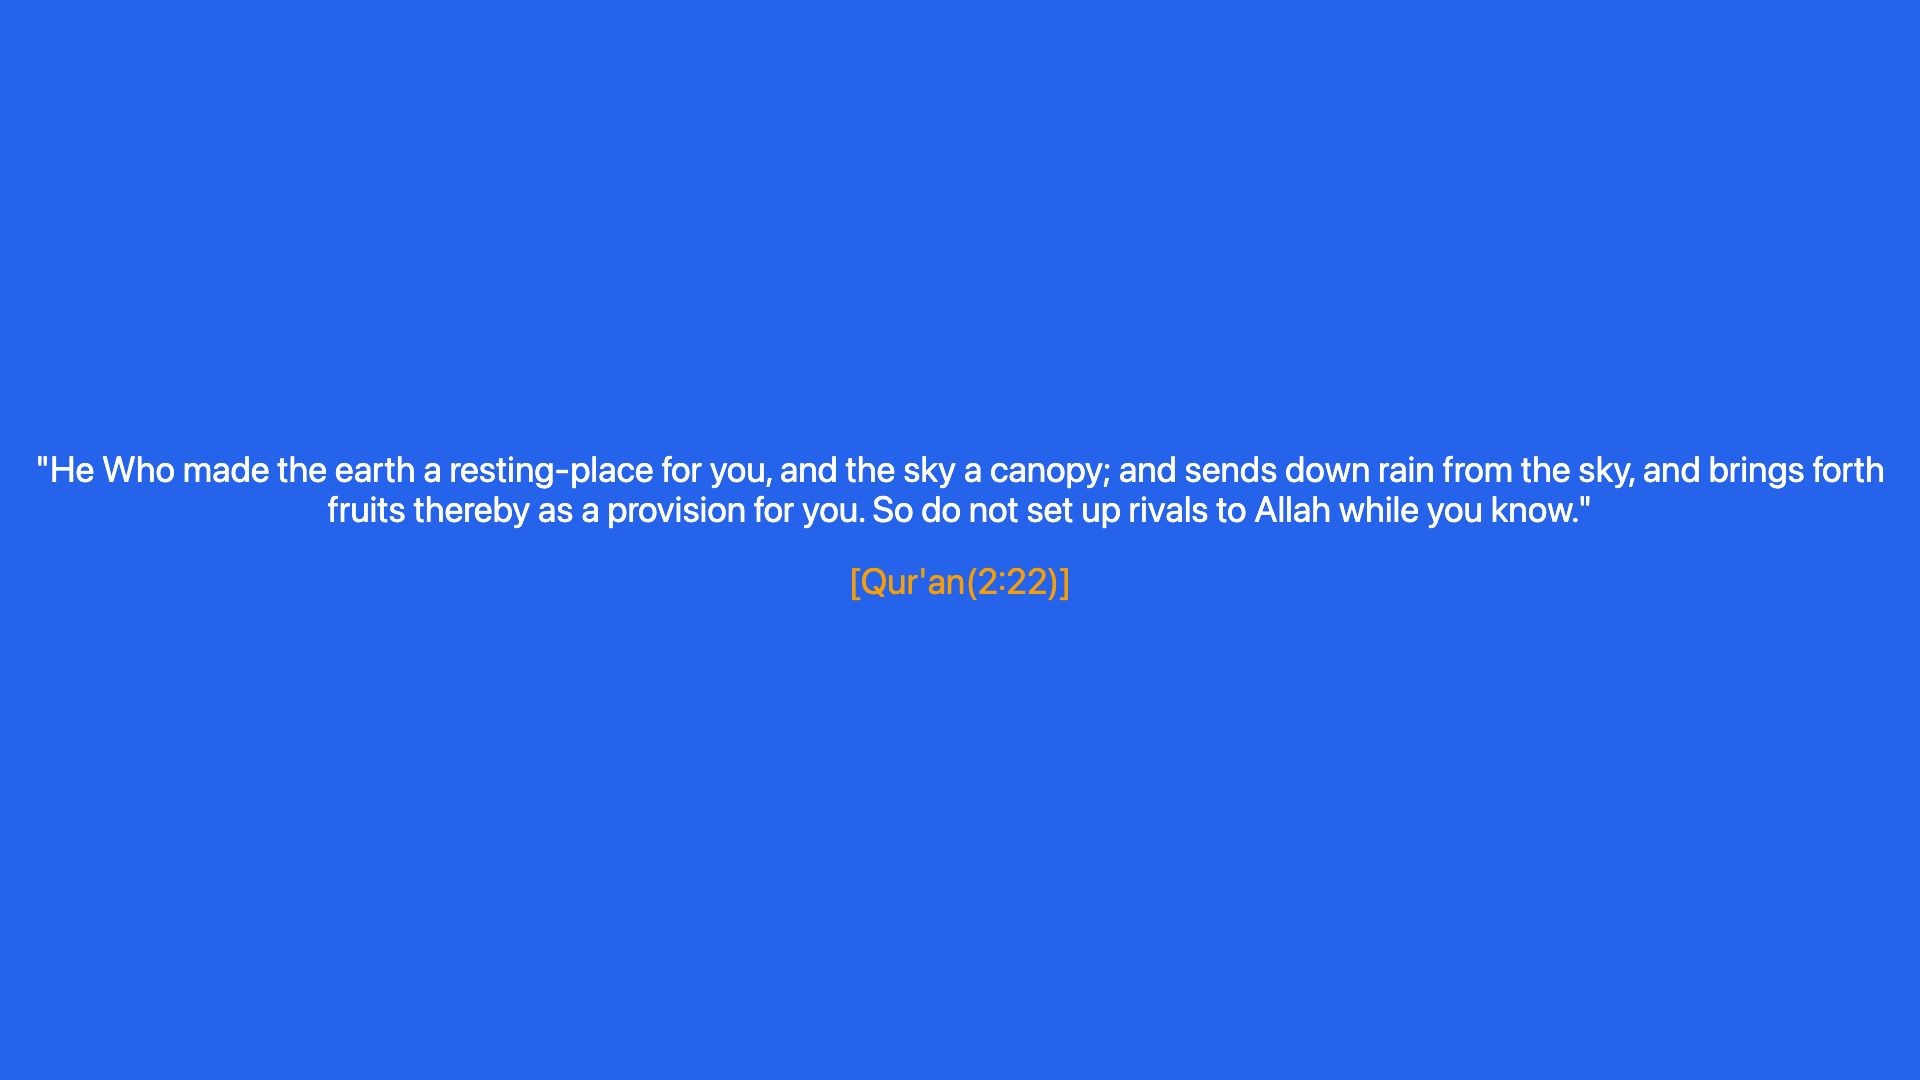 "He Who made the earth a resting-place for you, and the sky a canopy; and sends down rain from the sky, and brings forth
fruits thereby as a provision for you. So do not set up rivals to Allah while you know."
[Qur'an(2:22)]